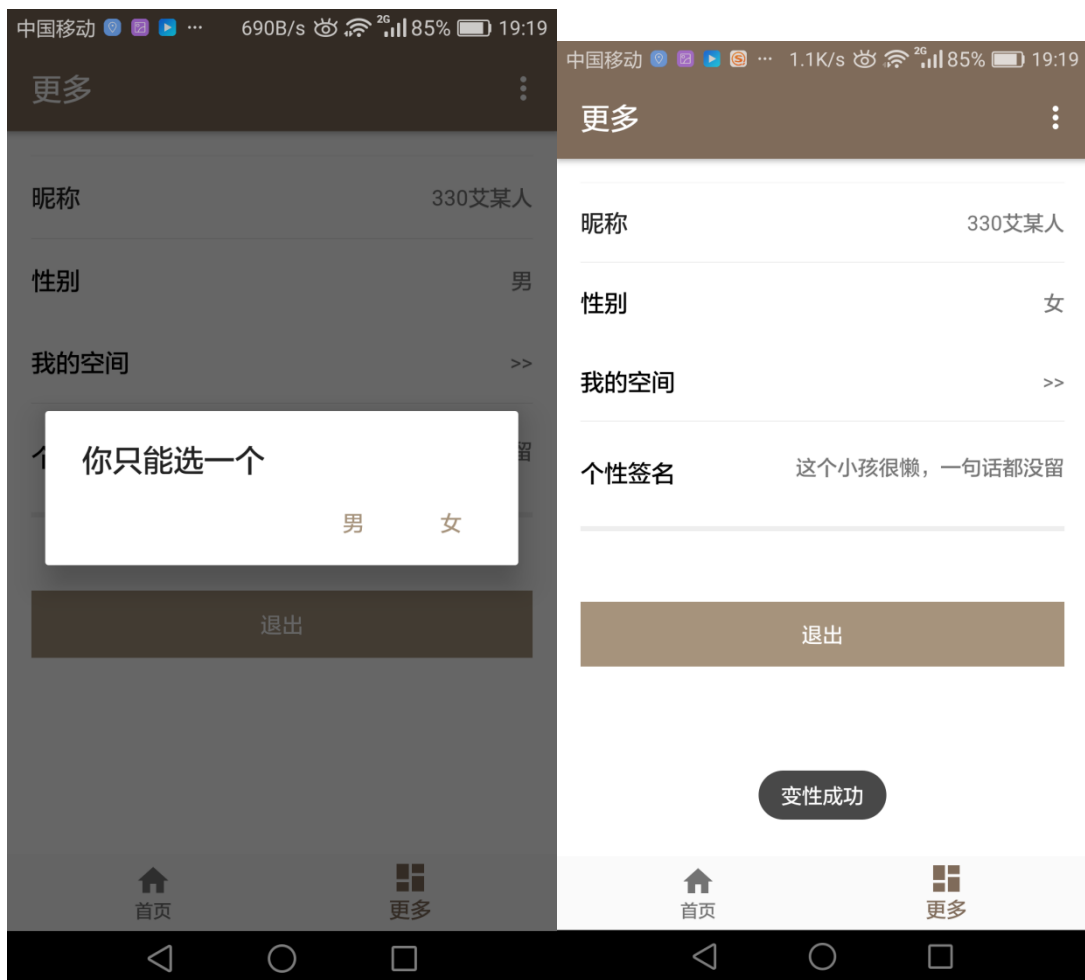 中国移动 ··· 690B/s 2G 85% 19:19
更多
昵称 330艾某人
性别 男
我的空间 >>
个 留
你只能选一个
男 女
退出
首页 更多
中国移动 ··· 1.1K/s 2G 85% 19:19
更多
昵称 330艾某人
性别 女
我的空间 >>
个性签名 这个小孩很懒，一句话都没留
退出
变性成功
首页 更多